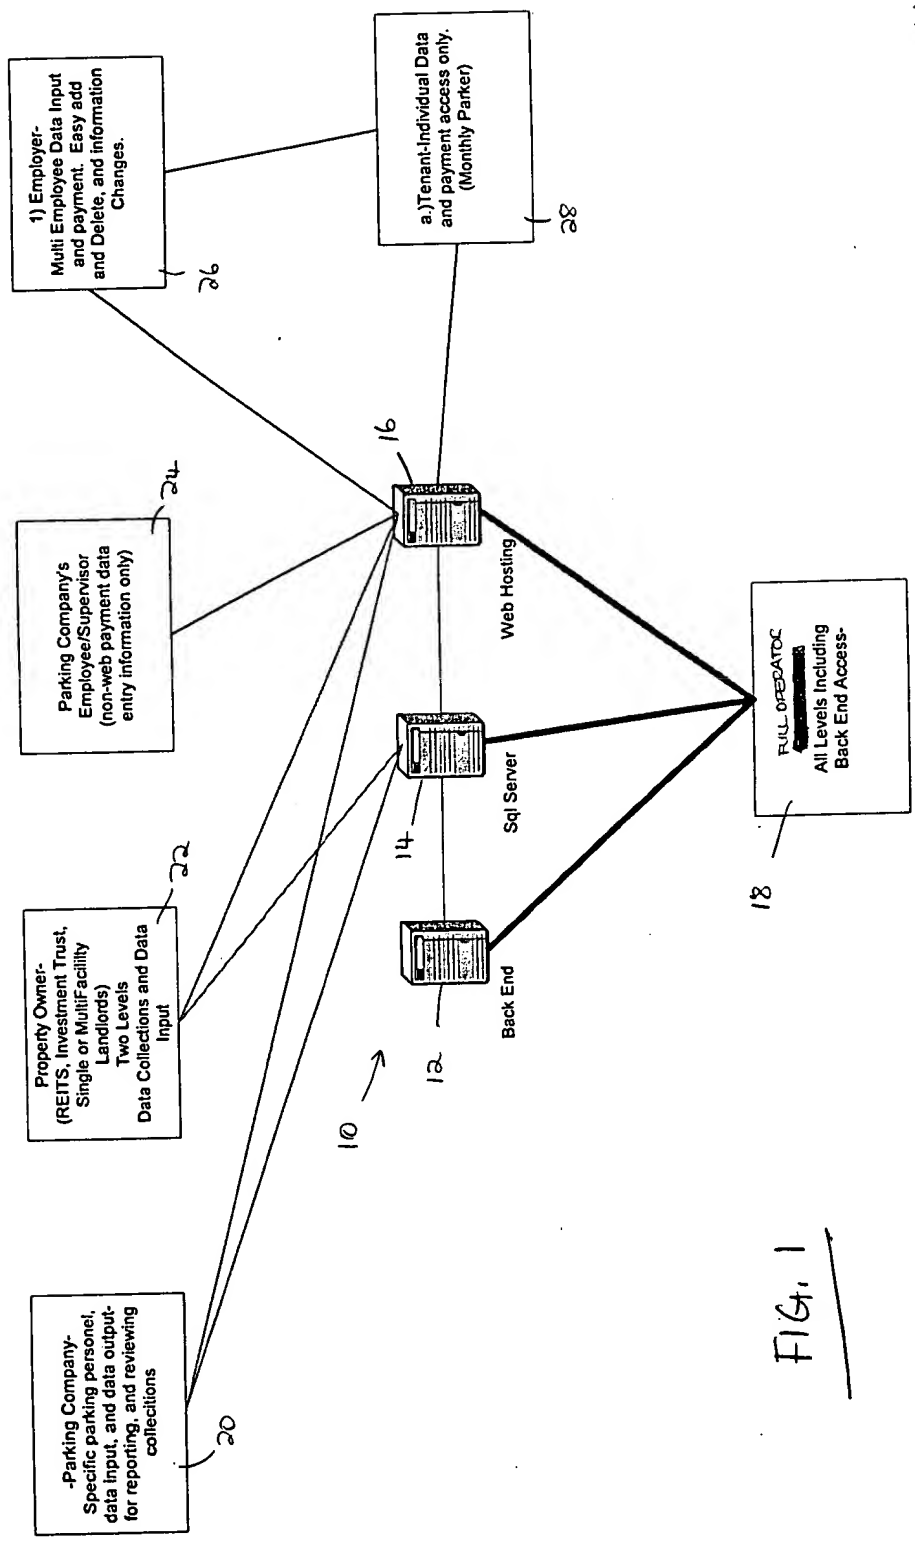 -Parking Company-
Specific parking personel,
data input, and data output-
for reporting, and reviewing
collecitions
20
Property Owner-
(REITS, Investment Trust,
Single or MultiFacility
Landlords)
Two Levels
Data Collections and Data
Input
22
Parking Company's
Employee/Supervisor
(non-web payment data
entry information only)
24
1) Employer-
Multi Employee Data Input
and payment. Easy add
and Delete, and information
Changes.
26
a.)Tenant-Individual Data
and payment access only.
(Monthly Parker)
28
10
12
Back End
14
Sql Server
16
Web Hosting
FULL OPERATOR
All Levels Including
Back End Access-
18
FIG. 1